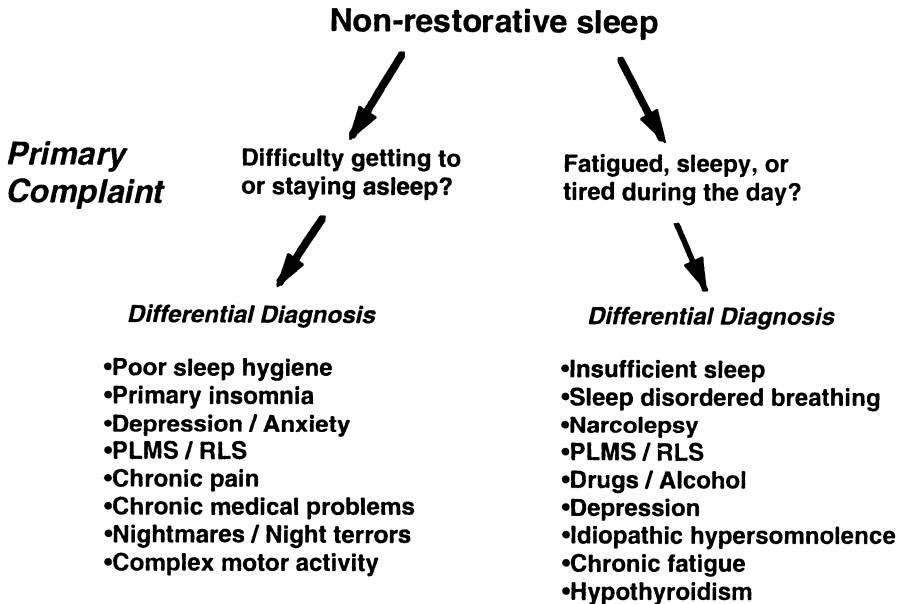 Non-restorative sleep
Primary
Complaint
Difficulty getting to
or staying asleep?
Fatigued, sleepy, or
tired during the day?
Differential Diagnosis
•Poor sleep hygiene
•Primary insomnia
•Depression / Anxiety
•PLMS / RLS
•Chronic pain
•Chronic medical problems
•Nightmares / Night terrors
•Complex motor activity
Differential Diagnosis
•Insufficient sleep
•Sleep disordered breathing
•Narcolepsy
•PLMS / RLS
•Drugs / Alcohol
•Depression
•Idiopathic hypersomnolence
•Chronic fatigue
•Hypothyroidism